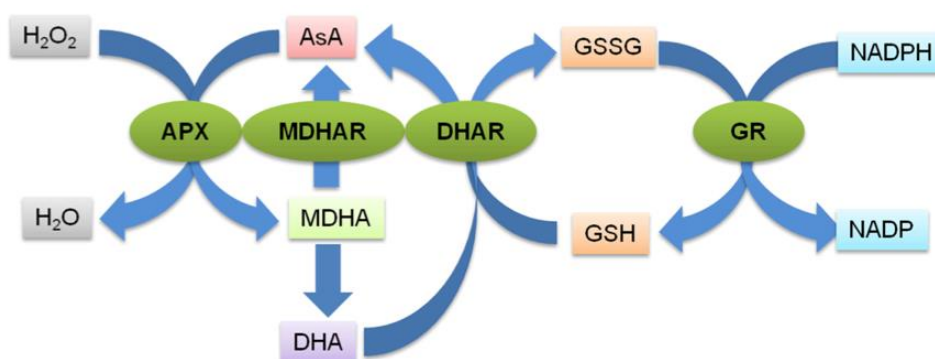 H₂O₂
AsA
GSSG
NADPH
APX
MDHAR
DHAR
GR
H₂O
MDHA
GSH
NADP
DHA